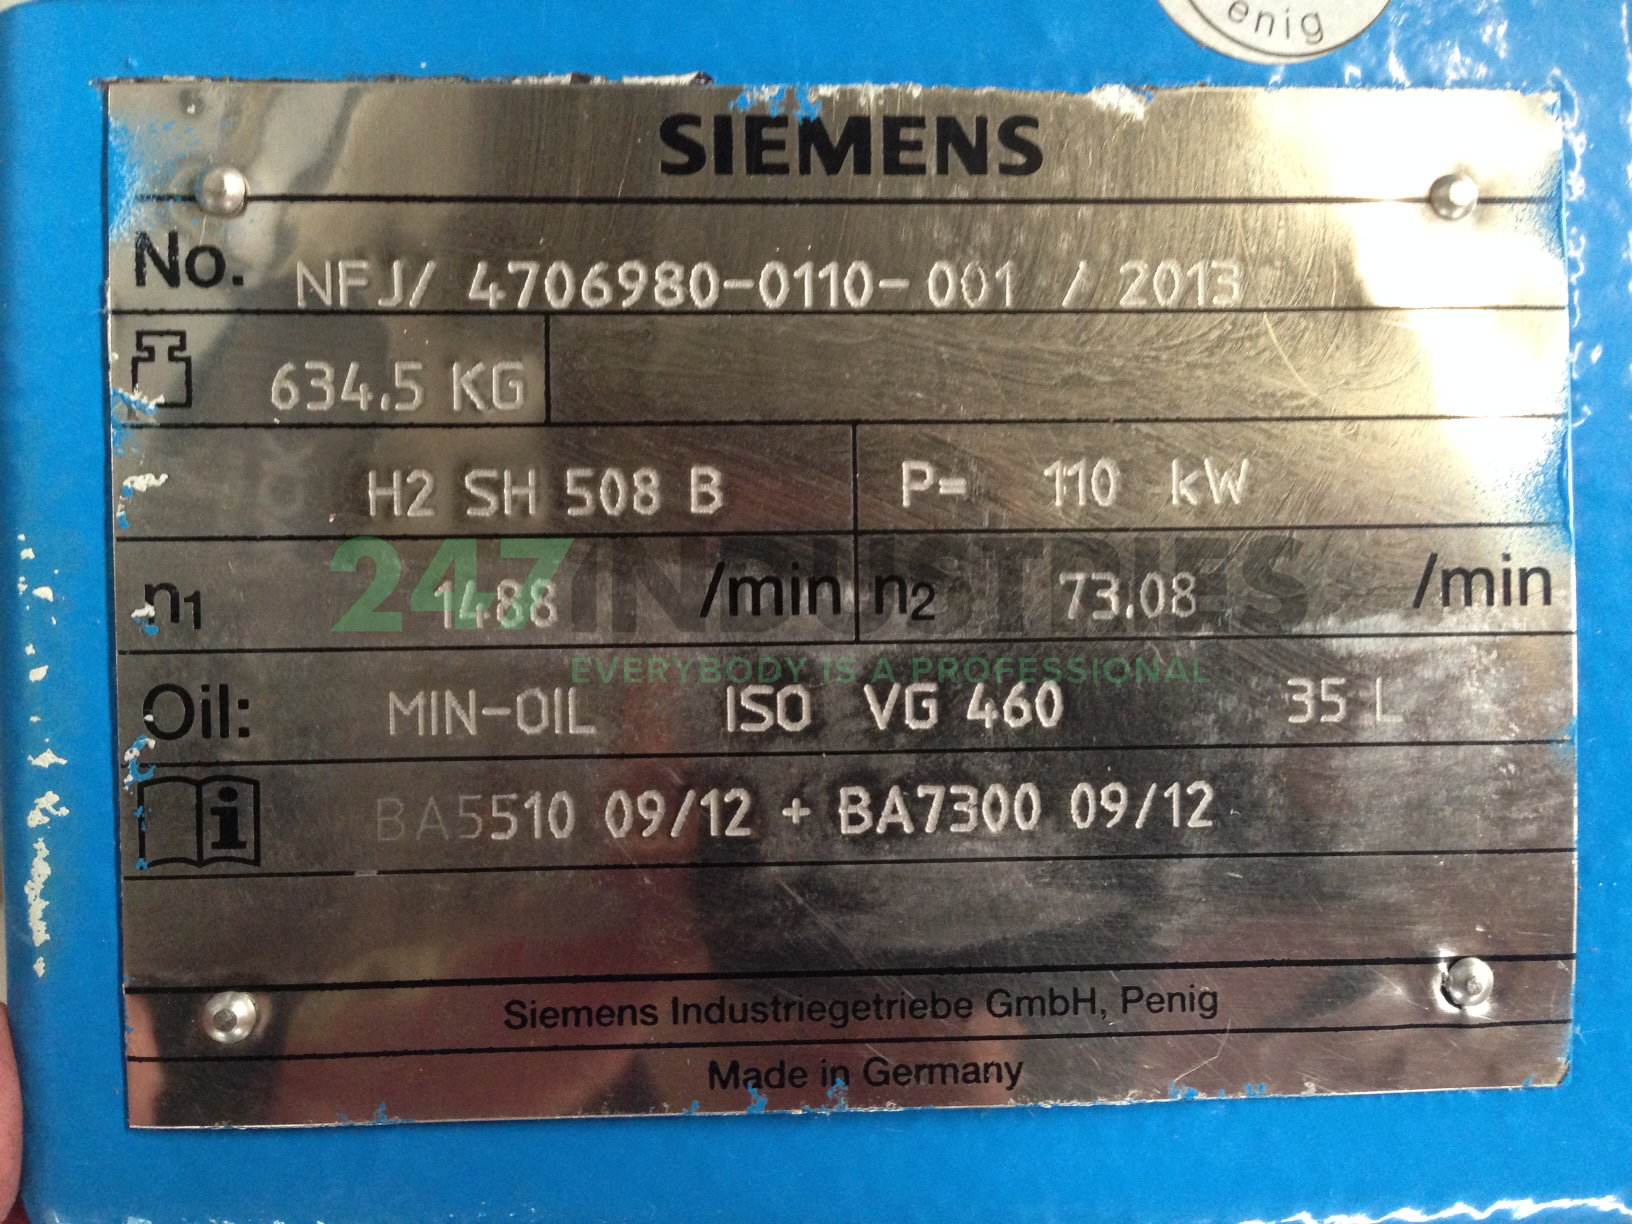 enig
SIEMENS
No. NFJ/ 4706980-0110-001 / 2013
634.5 KG
H2 SH 508 B P= 110 kW
n1 1488 /min n2 73.08 /min
247INDUSTRIES
EVERYBODY IS A PROFESSIONAL
Oil: MIN-OIL ISO VG 460 35 L
i BA5510 09/12 + BA7300 09/12
Siemens Industriegetriebe GmbH, Penig
Made in Germany